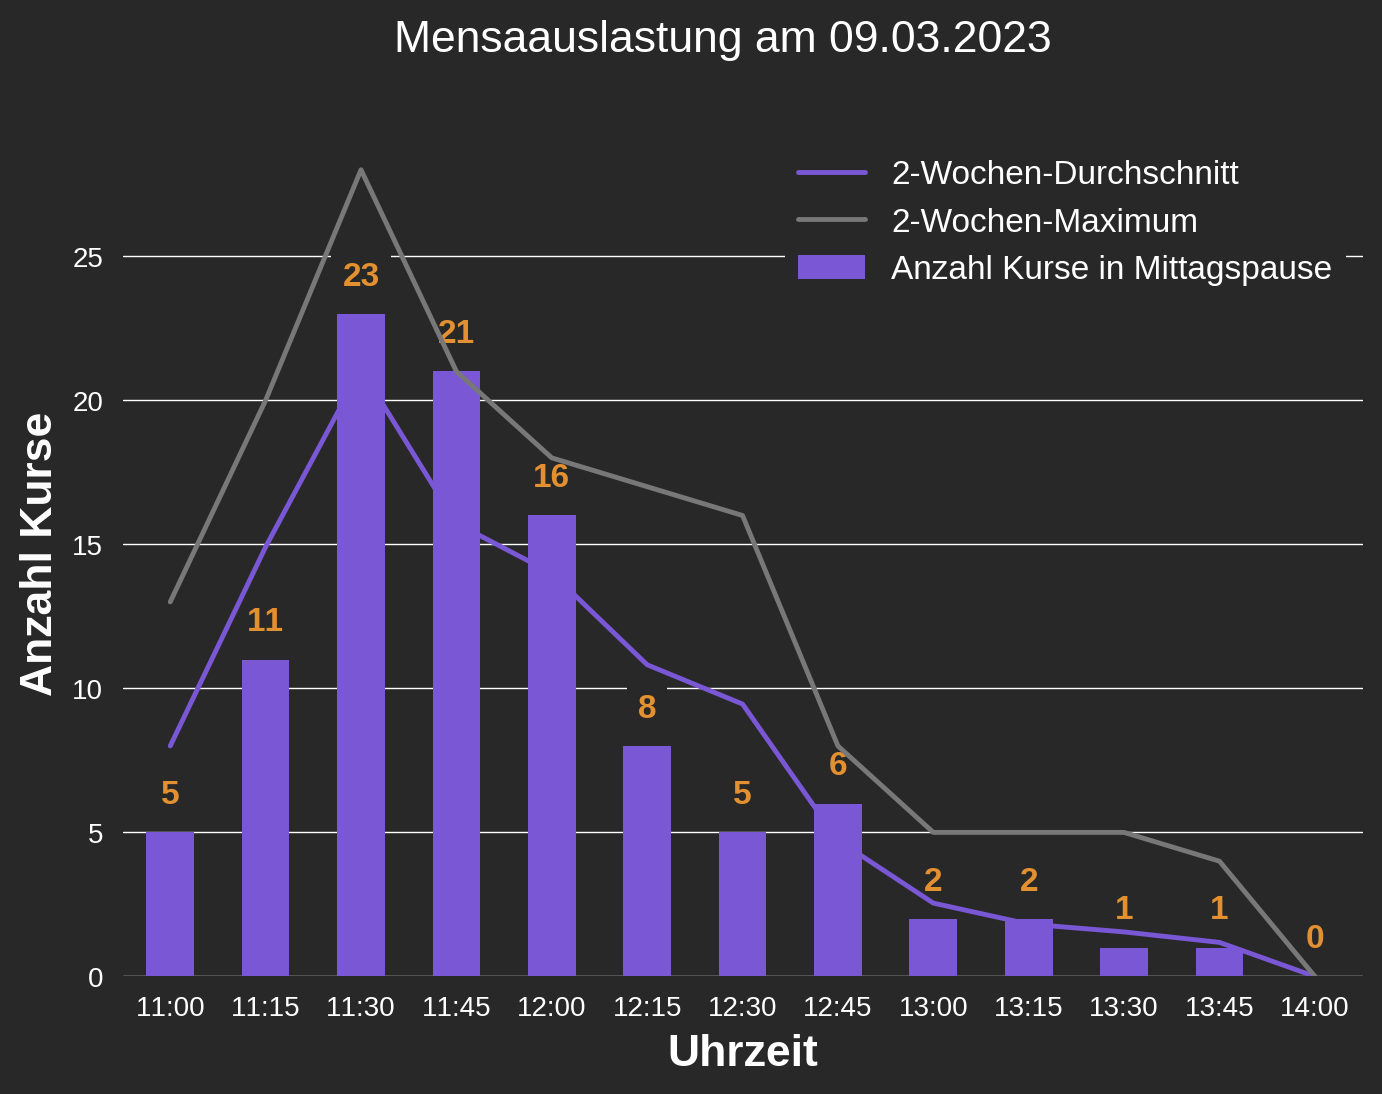 Mensaauslastung am 09.03.2023
2-Wochen-Durchschnitt
2-Wochen-Maximum
Anzahl Kurse in Mittagspause
Anzahl Kurse
25
20
15
10
5
0
5
11
23
21
16
8
5
6
2
2
1
1
0
11:00 11:15 11:30 11:45 12:00 12:15 12:30 12:45 13:00 13:15 13:30 13:45 14:00
Uhrzeit